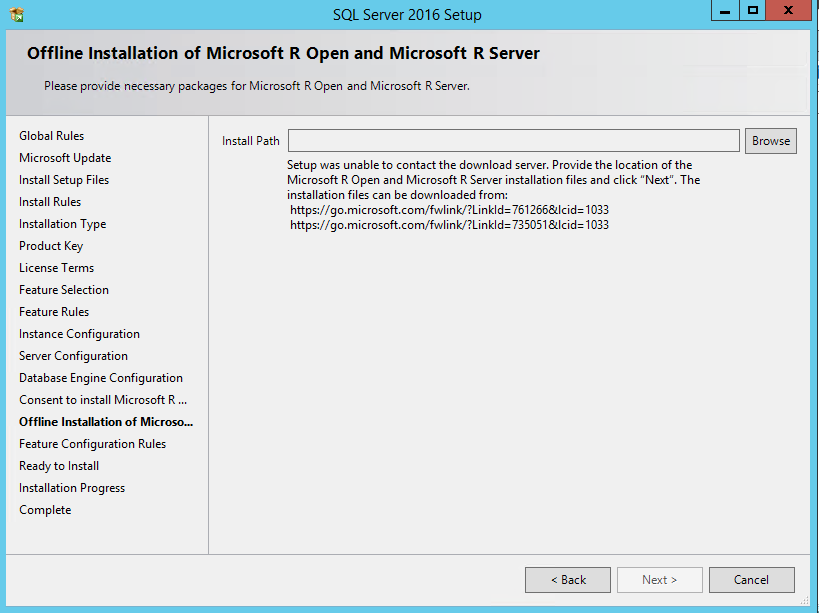 SQL Server 2016 Setup
Offline Installation of Microsoft R Open and Microsoft R Server
Please provide necessary packages for Microsoft R Open and Microsoft R Server.
Global Rules
Microsoft Update
Install Setup Files
Install Rules
Installation Type
Product Key
License Terms
Feature Selection
Feature Rules
Instance Configuration
Server Configuration
Database Engine Configuration
Consent to install Microsoft R ...
Offline Installation of Microso...
Feature Configuration Rules
Ready to Install
Installation Progress
Complete
Install Path
Browse
Setup was unable to contact the download server. Provide the location of the
Microsoft R Open and Microsoft R Server installation files and click “Next”. The
installation files can be downloaded from:
https://go.microsoft.com/fwlink/?LinkId=761266&lcid=1033
https://go.microsoft.com/fwlink/?LinkId=735051&lcid=1033
< Back
Next >
Cancel